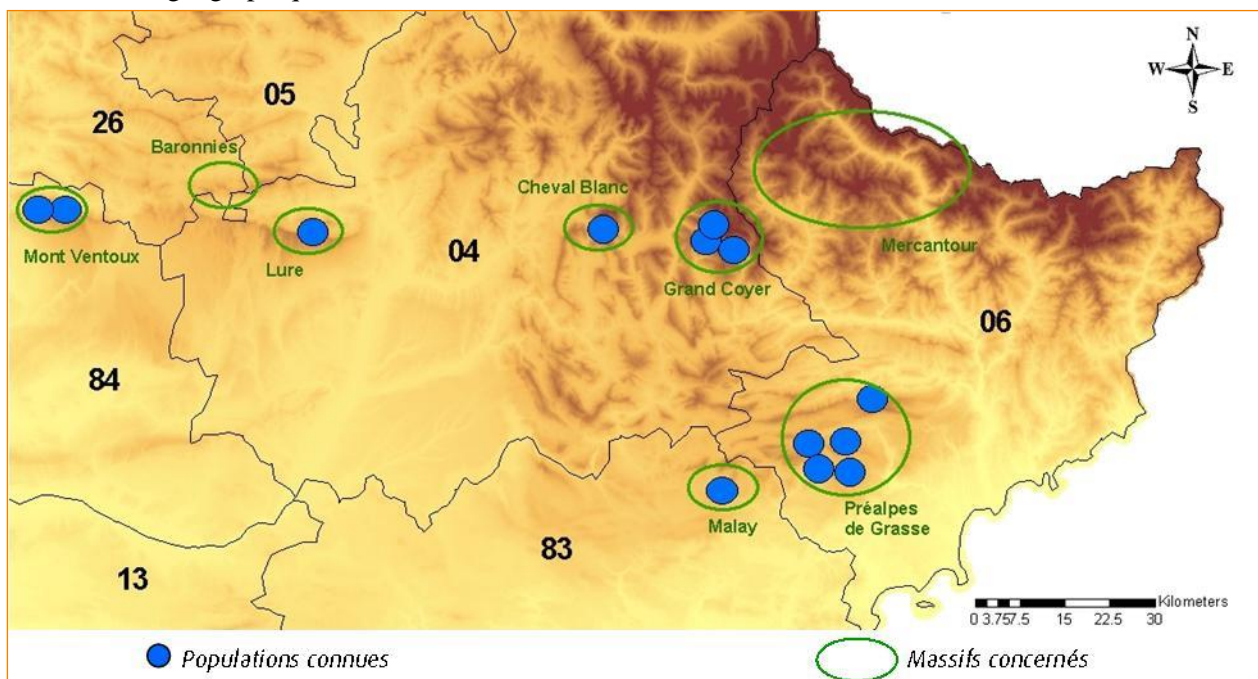 N
W E
S
05
26
Baronnies
Cheval Blanc
Mont Ventoux
Lure
04
Mercantour
Grand Coyer
06
84
Malay
Préalpes
de Grasse
83
13
Kilometers
0 3.757.5 15 22.5 30
Populations connues
Massifs concernés